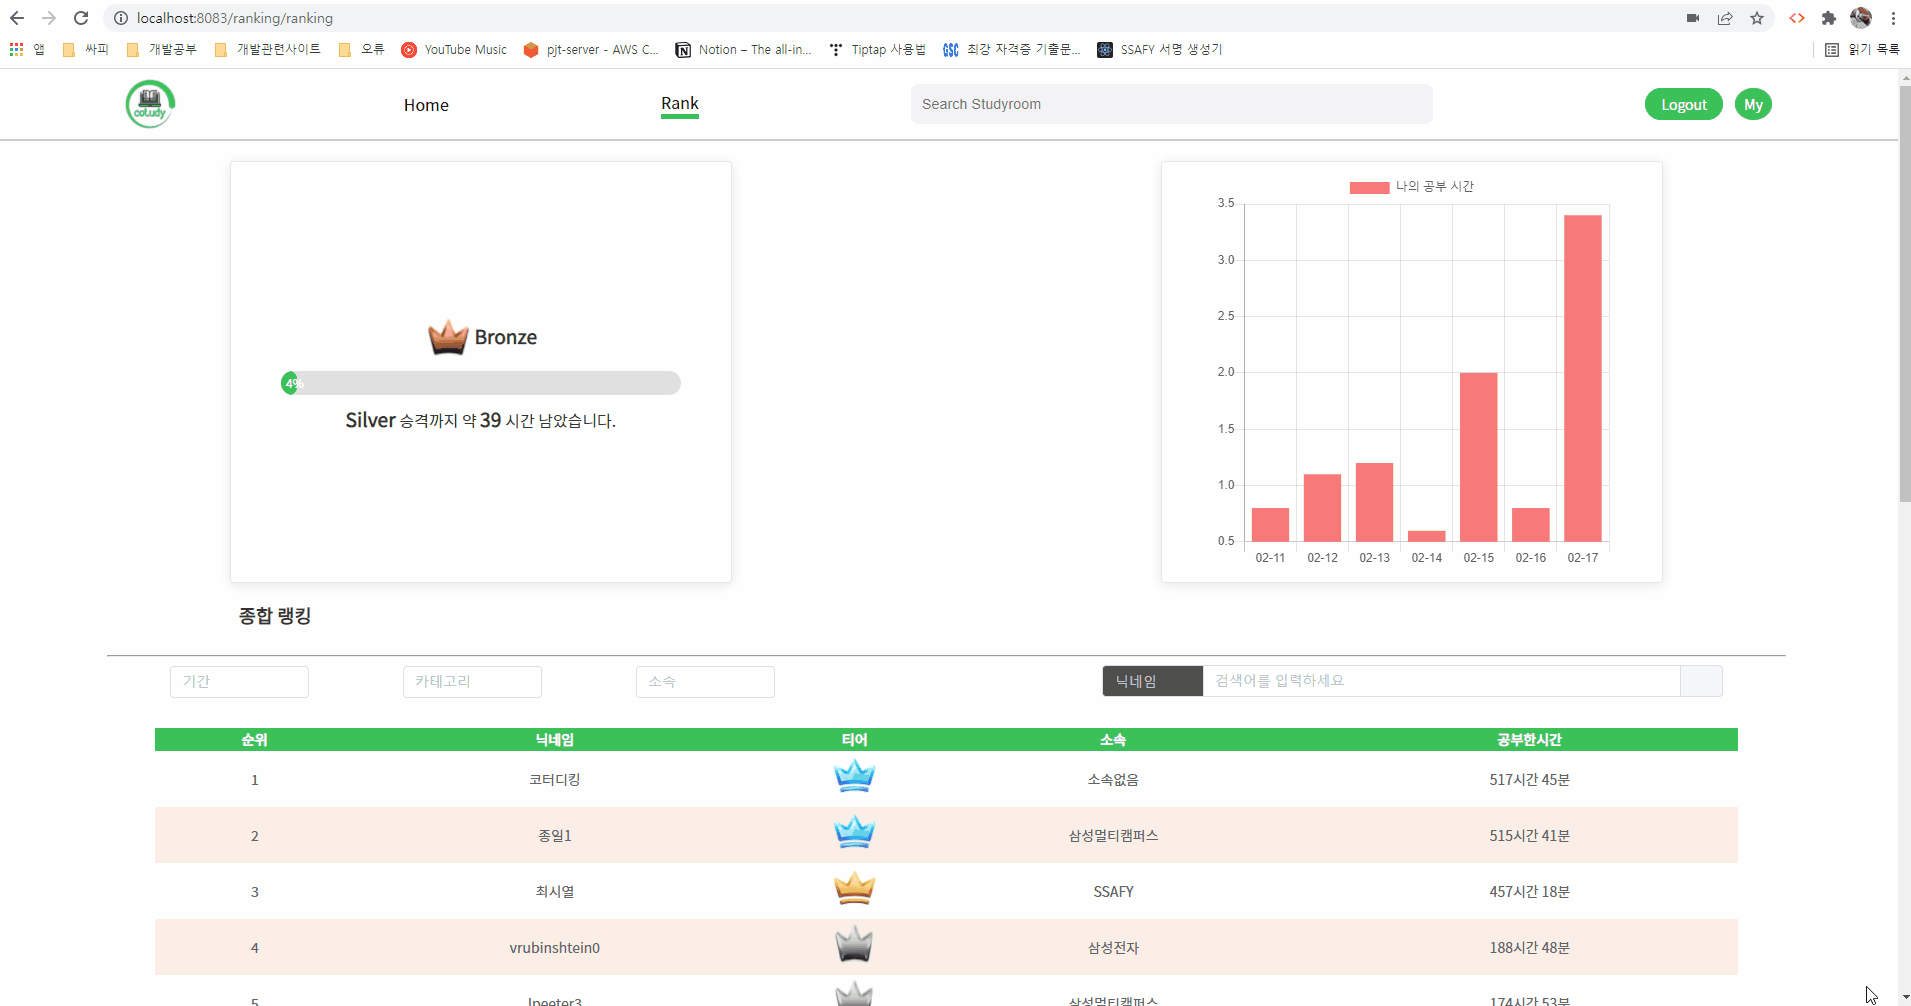 localhost:8083/ranking/ranking
앱 싸피 개발공부 개발관련사이트 오류 YouTube Music pjt-server - AWS C... Notion – The all-in... Tiptap 사용법 최강 자격증 기출문... SSAFY 서명 생성기 읽기 목록
cotudy Home Rank Search Studyroom Logout My
나의 공부 시간
3.5
3.0
2.5
2.0
1.5
1.0
0.5
02-11 02-12 02-13 02-14 02-15 02-16 02-17
Bronze
4%
Silver 승격까지 약 39 시간 남았습니다.
종합 랭킹
기간 카테고리 소속 닉네임 검색어를 입력하세요
순위 닉네임 티어 소속 공부한시간
1 코터디킹 소속없음 517시간 45분
2 종일1 삼성멀티캠퍼스 515시간 41분
3 최시열 SSAFY 457시간 18분
4 vrubinshtein0 삼성전자 188시간 48분
5 lpeeter3 삼성멀티캠퍼스 174시간 53분